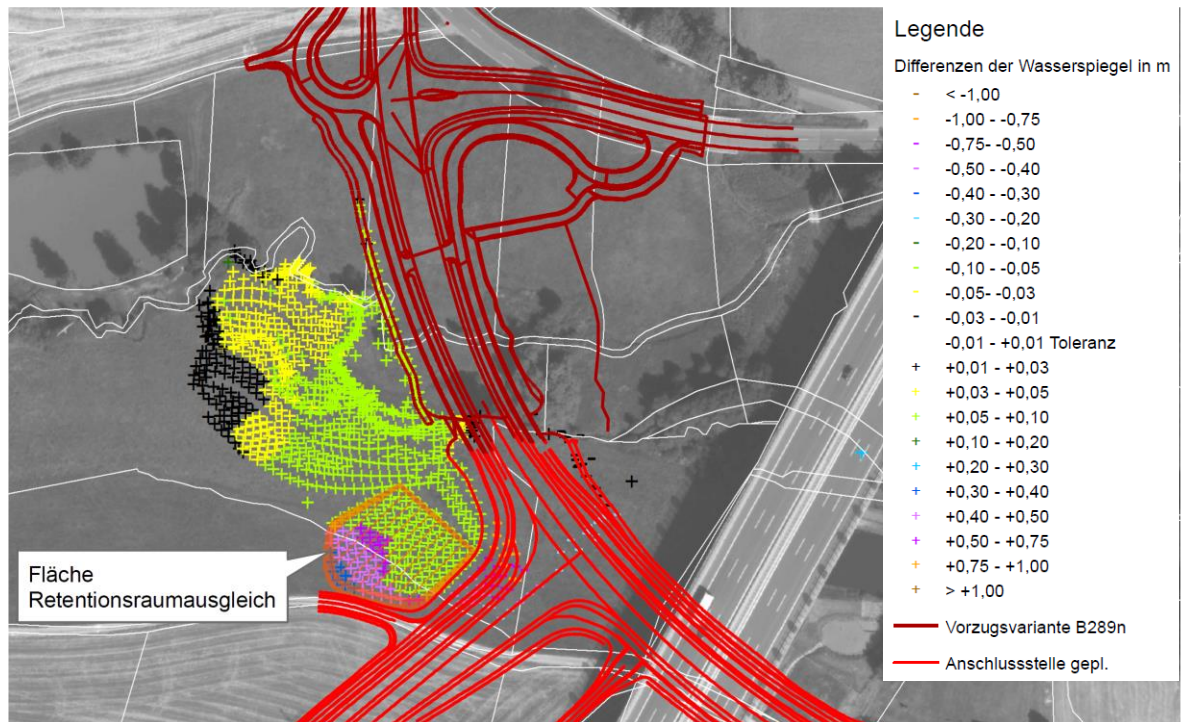 Legende
Differenzen der Wasserspiegel in m
- < -1,00
- -1,00 - -0,75
- -0,75- -0,50
- -0,50 - -0,40
- -0,40 - -0,30
- -0,30 - -0,20
- -0,20 - -0,10
- -0,10 - -0,05
- -0,05- -0,03
- -0,03 - -0,01
-0,01 - +0,01 Toleranz
+ +0,01 - +0,03
+ +0,03 - +0,05
+ +0,05 - +0,10
+ +0,10 - +0,20
+ +0,20 - +0,30
+ +0,30 - +0,40
+ +0,40 - +0,50
+ +0,50 - +0,75
+ +0,75 - +1,00
+ > +1,00
Vorzugsvariante B289n
Anschlussstelle gepl.
Fläche
Retentionsraumausgleich